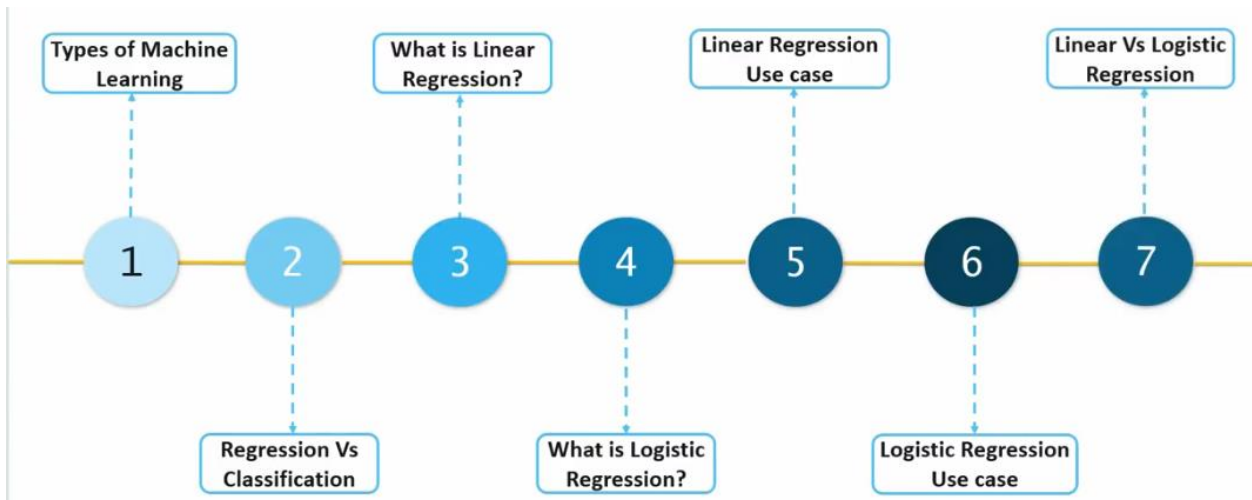 Types of Machine
Learning
What is Linear
Regression?
Linear Regression
Use case
Linear Vs Logistic
Regression
1
2
3
4
5
6
7
Regression Vs
Classification
What is Logistic
Regression?
Logistic Regression
Use case